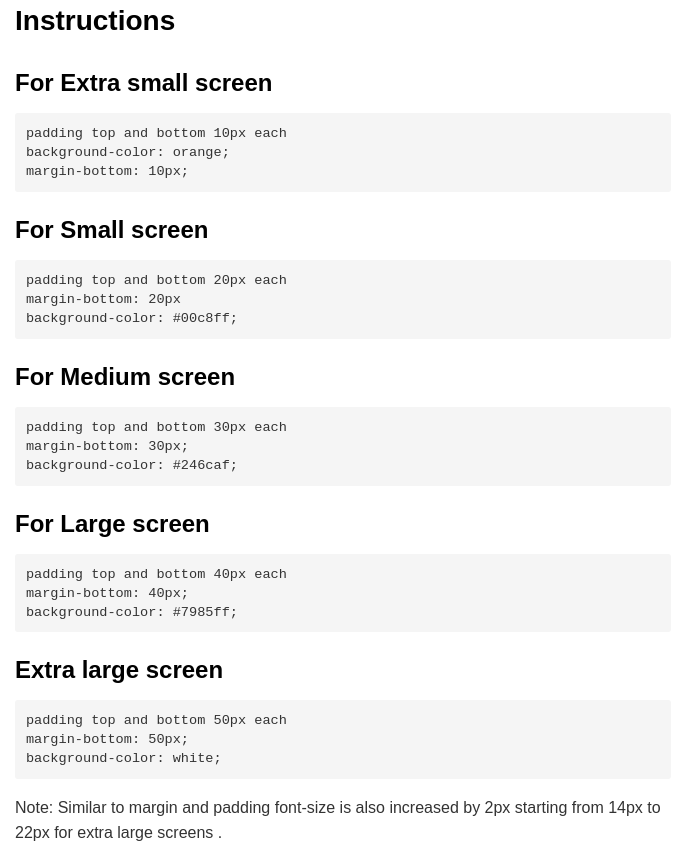 Instructions
For Extra small screen
padding top and bottom 10px each
background-color: orange;
margin-bottom: 10px;
For Small screen
padding top and bottom 20px each
margin-bottom: 20px
background-color: #00c8ff;
For Medium screen
padding top and bottom 30px each
margin-bottom: 30px;
background-color: #246caf;
For Large screen
padding top and bottom 40px each
margin-bottom: 40px;
background-color: #7985ff;
Extra large screen
padding top and bottom 50px each
margin-bottom: 50px;
background-color: white;
Note: Similar to margin and padding font-size is also increased by 2px starting from 14px to
22px for extra large screens .